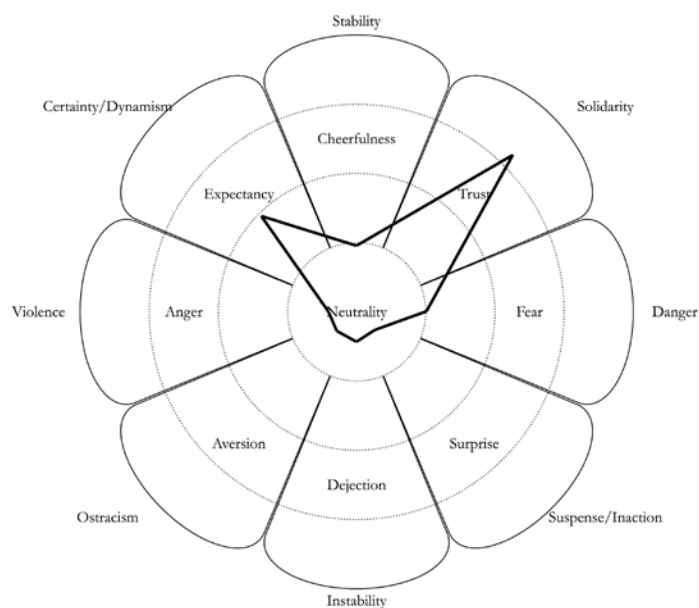 Stability
Certainty/Dynamism
Solidarity
Cheerfulness
Expectancy
Trust
Violence
Anger
Neutrality
Fear
Danger
Aversion
Surprise
Dejection
Ostracism
Suspense/Inaction
Instability